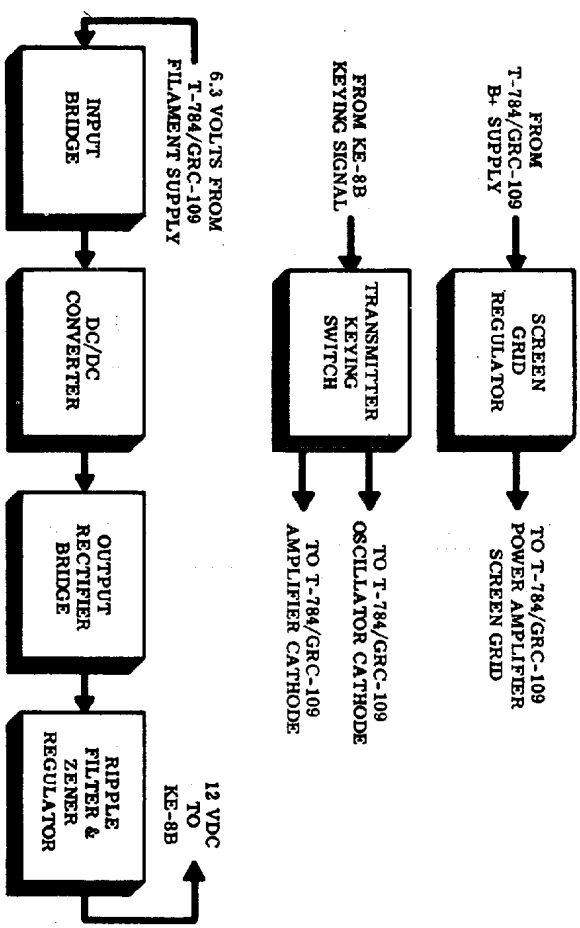 FROM
T-784/GRC-109
B+ SUPPLY
SCREEN
GRID
REGULATOR
TO T-784/GRC-109
POWER AMPLIFIER
SCREEN GRID
FROM KE-8B
KEYING SIGNAL
TRANSMITTER
KEYING
SWITCH
TO T-784/GRC-109
OSCILLATOR CATHODE
TO T-784/GRC-109
AMPLIFIER CATHODE
6.3 VOLTS FROM
T-784/GRC-109
FILAMENT SUPPLY
INPUT
BRIDGE
DC/DC
CONVERTER
OUTPUT
RECTIFIER
BRIDGE
RIPPLE
FILTER &
ZENER
REGULATOR
12 VDC
TO
KE-8B